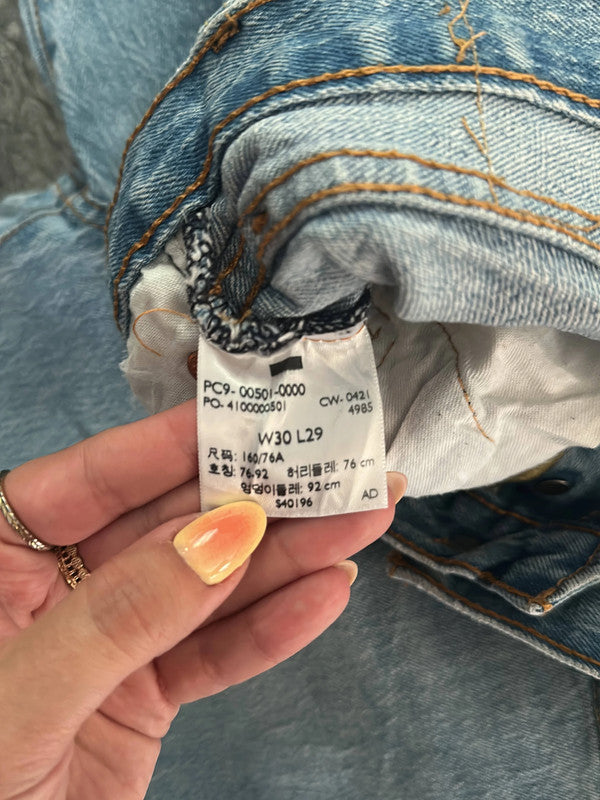 PC9-00501-0000
PO-4100000501
CW-0421
4985
W30 L29
尺码: 160/76A
호칭: 76-92 허리둘레: 76 cm
엉덩이둘레: 92 cm
S40196
AD